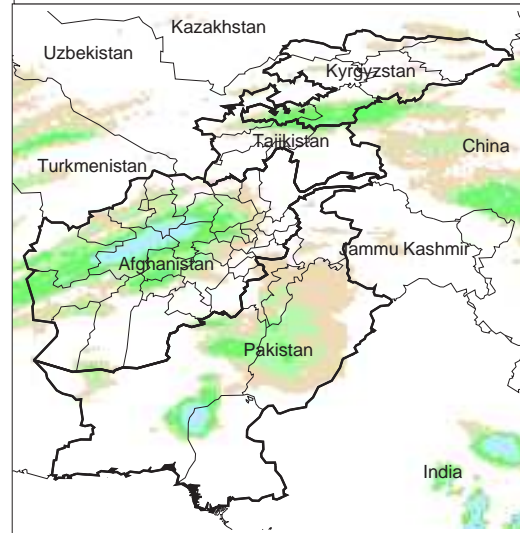 Kazakhstan
Uzbekistan
Kyrgyzstan
Tajikistan
China
Turkmenistan
Jammu Kashmir
Afghanistan
Pakistan
India